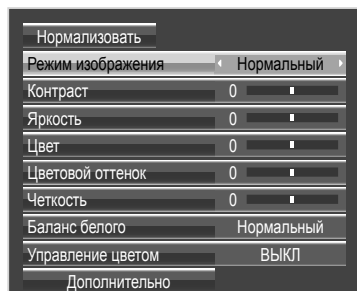 Нормализовать
Режим изображения Нормальный
Контраст 0
Яркость 0
Цвет 0
Цветовой оттенок 0
Четкость 0
Баланс белого Нормальный
Управление цветом ВЫКЛ
Дополнительно